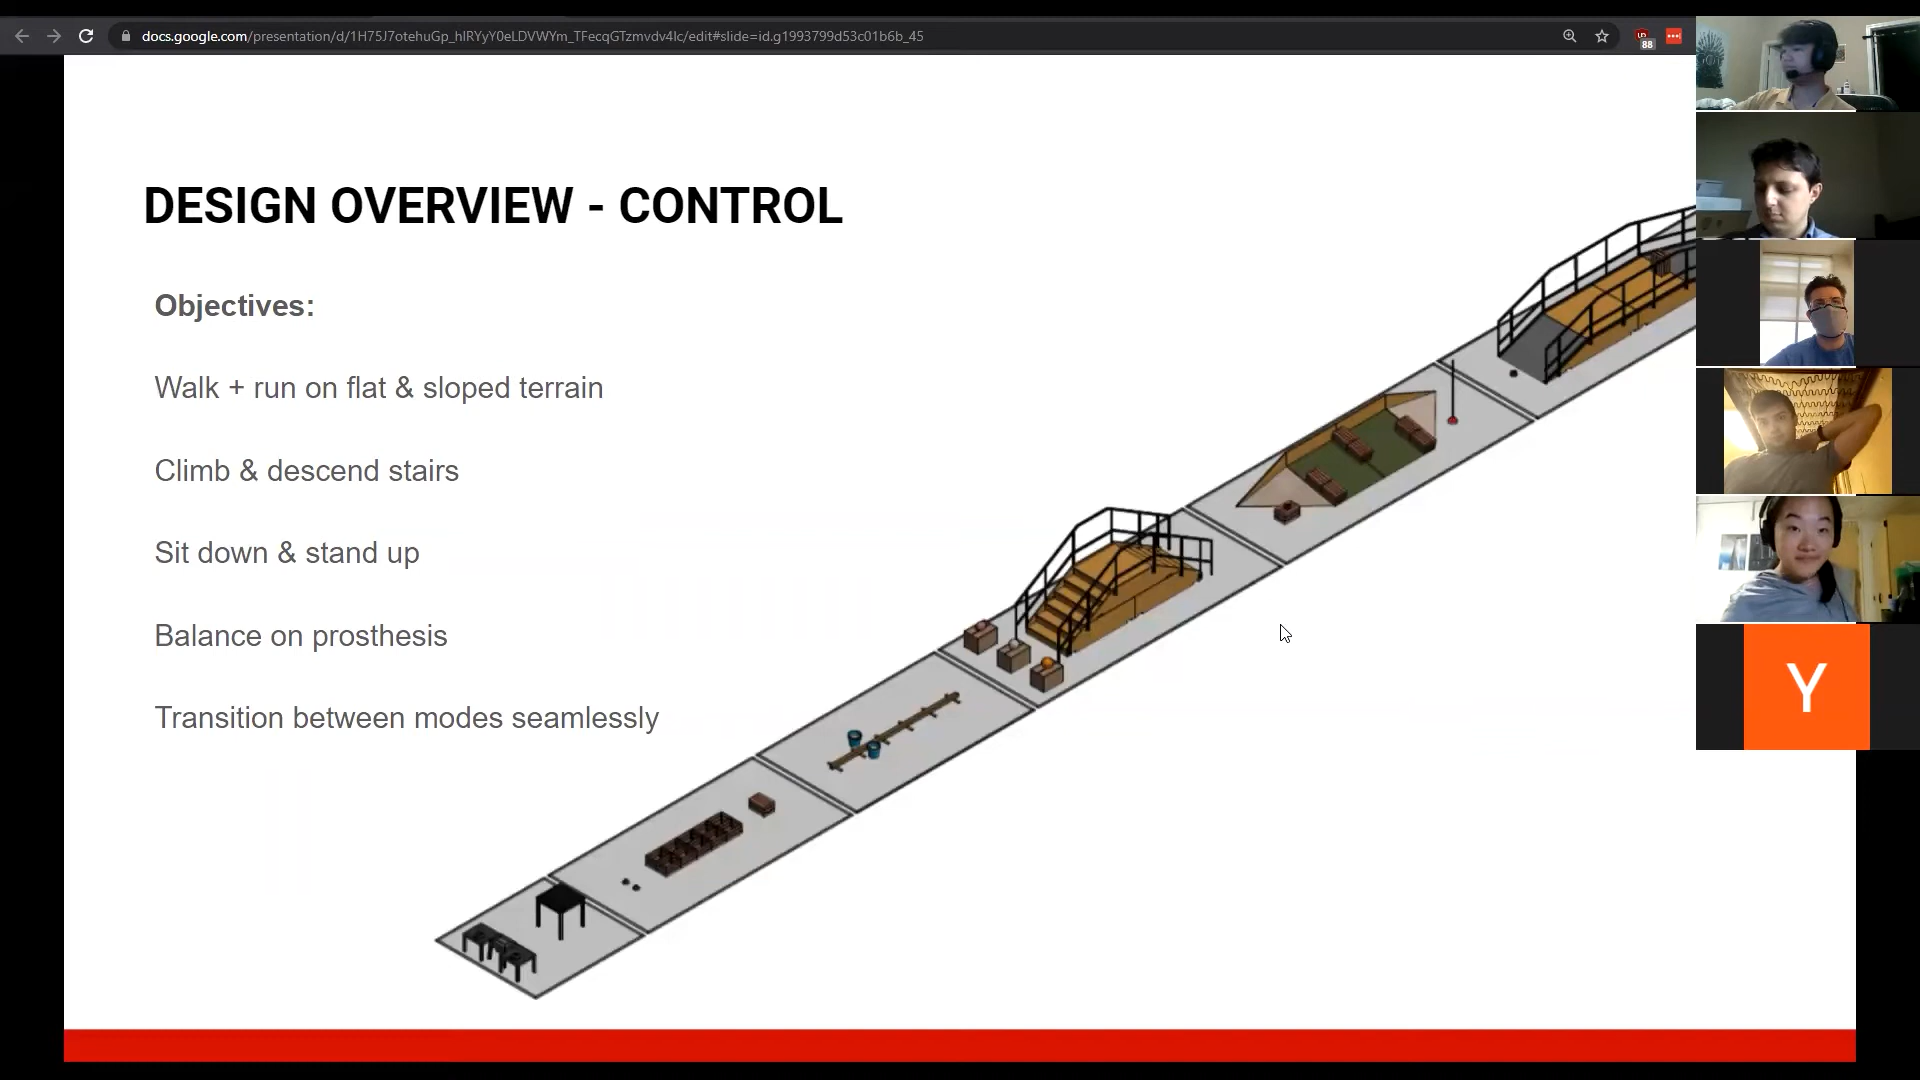 docs.google.com/presentation/d/1H75J7otehuGp_hlRYyY0eLDVWYm_TFecqGTzmvdv4lc/edit#slide=id.g1993799d53c01b6b_45
88
DESIGN OVERVIEW - CONTROL
Objectives:
Walk + run on flat & sloped terrain
Climb & descend stairs
Sit down & stand up
Balance on prosthesis
Transition between modes seamlessly
Y